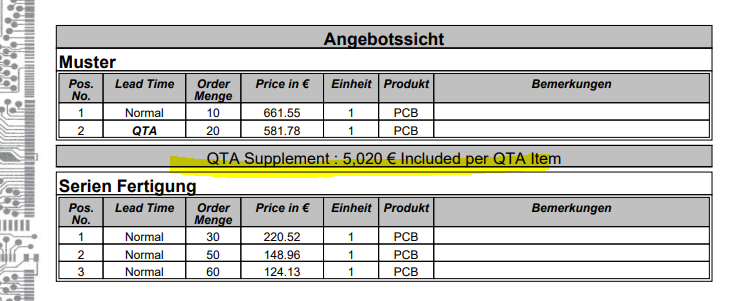 Angebotssicht
Muster
Pos. No. Lead Time Order Menge Price in € Einheit Produkt Bemerkungen
1 Normal 10 661.55 1 PCB
2 QTA 20 581.78 1 PCB
QTA Supplement : 5,020 € Included per QTA Item
Serien Fertigung
Pos. No. Lead Time Order Menge Price in € Einheit Produkt Bemerkungen
1 Normal 30 220.52 1 PCB
2 Normal 50 148.96 1 PCB
3 Normal 60 124.13 1 PCB